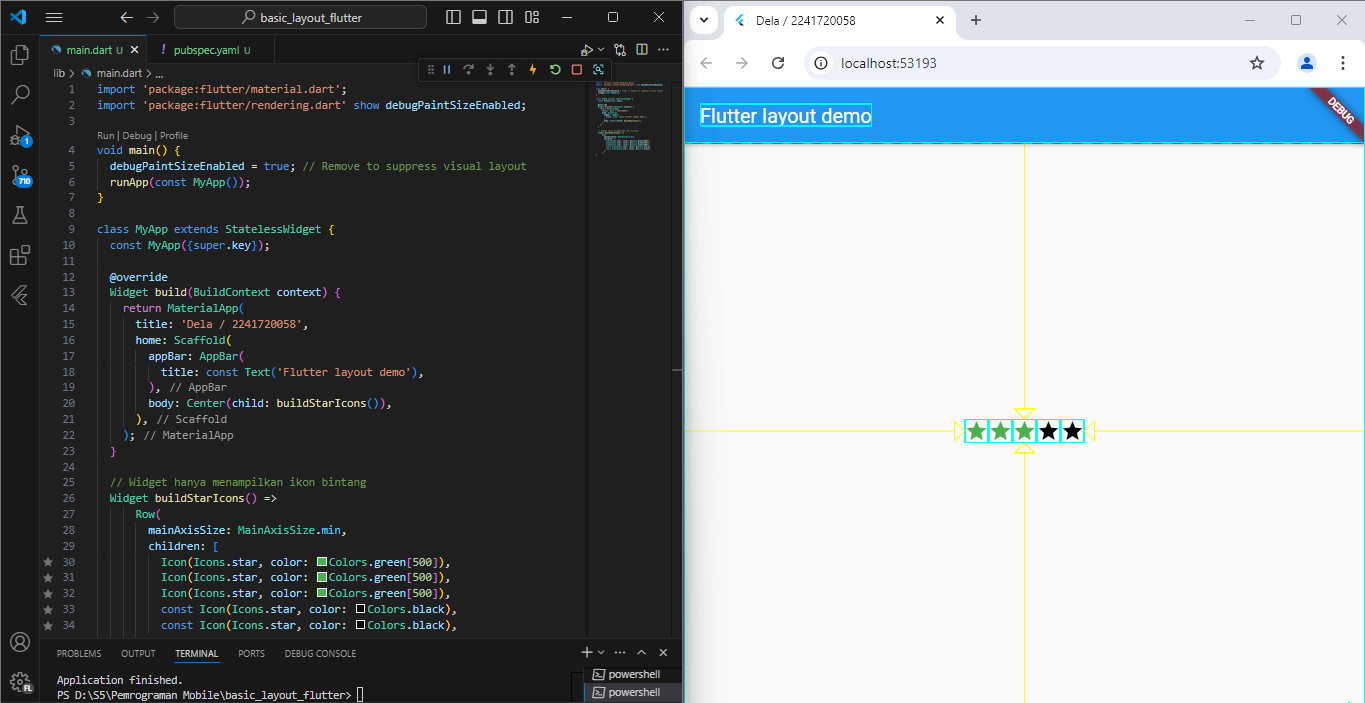 basic_layout_flutter
main.dart U
pubspec.yaml U
lib > main.dart > ...
1 import 'package:flutter/material.dart';
2 import 'package:flutter/rendering.dart' show debugPaintSizeEnabled;
3
Run | Debug | Profile
4 void main() {
5 debugPaintSizeEnabled = true; // Remove to suppress visual layout
6 runApp(const MyApp());
7 }
8
9 class MyApp extends StatelessWidget {
10 const MyApp({super.key});
11
12 @override
13 Widget build(BuildContext context) {
14 return MaterialApp(
15 title: 'Dela / 2241720058',
16 home: Scaffold(
17 appBar: AppBar(
18 title: const Text('Flutter layout demo'),
19 ), // AppBar
20 body: Center(child: buildStarIcons()),
21 ), // Scaffold
22 ); // MaterialApp
23 }
24
25 // Widget hanya menampilkan ikon bintang
26 Widget buildStarIcons() =>
27 Row(
28 mainAxisSize: MainAxisSize.min,
29 children: [
30 Icon(Icons.star, color: Colors.green[500]),
31 Icon(Icons.star, color: Colors.green[500]),
32 Icon(Icons.star, color: Colors.green[500]),
33 const Icon(Icons.star, color: Colors.black),
34 const Icon(Icons.star, color: Colors.black),
1
710
FL
PROBLEMS OUTPUT TERMINAL PORTS DEBUG CONSOLE
Application finished.
PS D:\S5\Pemrograman Mobile\basic_layout_flutter>
powershell
powershell
Dela / 2241720058
localhost:53193
Flutter layout demo
DEBUG